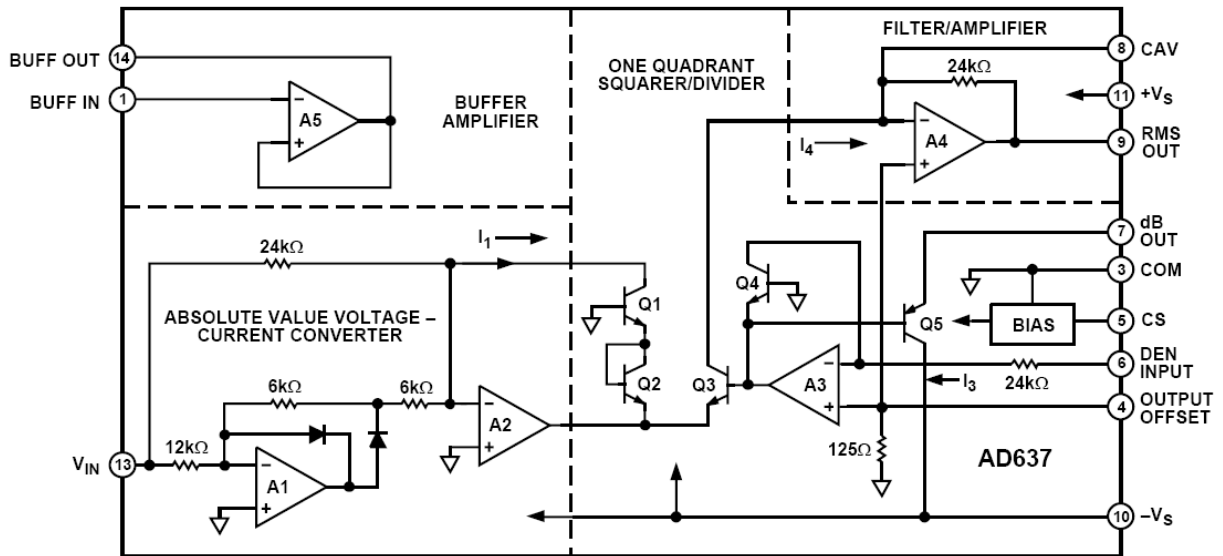 FILTER/AMPLIFIER
14
BUFF OUT
8
CAV
24kΩ
ONE QUADRANT
SQUARER/DIVIDER
1
BUFF IN
11
+VS
BUFFER
AMPLIFIER
A5
–
+
I4
–
+
A4
9
RMS
OUT
7
dB
OUT
I1
24kΩ
3
COM
Q4
Q1
ABSOLUTE VALUE VOLTAGE –
CURRENT CONVERTER
BIAS
5
CS
Q5
6
DEN
INPUT
24kΩ
I3
6kΩ
6kΩ
Q2
Q3
A3
–
+
4
OUTPUT
OFFSET
–
+
A2
125Ω
AD637
VIN
13
12kΩ
–
+
A1
10
–VS